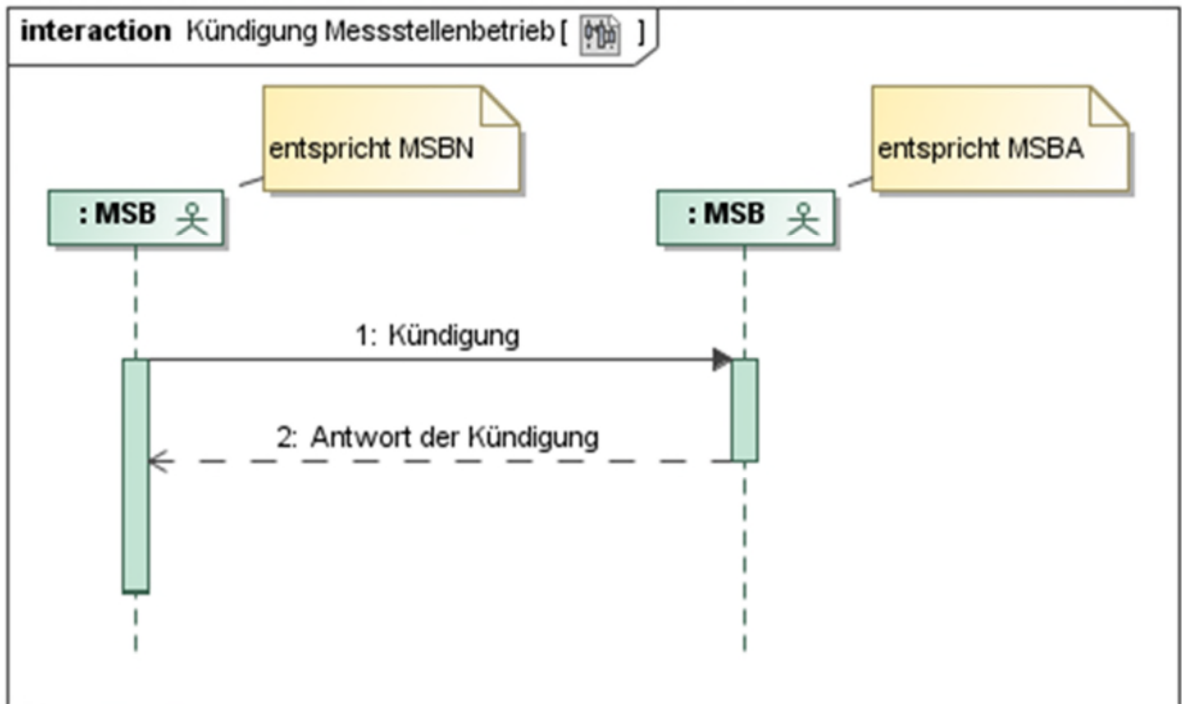 interaction Kündigung Messstellenbetrieb [ ]
entspricht MSBN
entspricht MSBA
: MSB
: MSB
1: Kündigung
2: Antwort der Kündigung